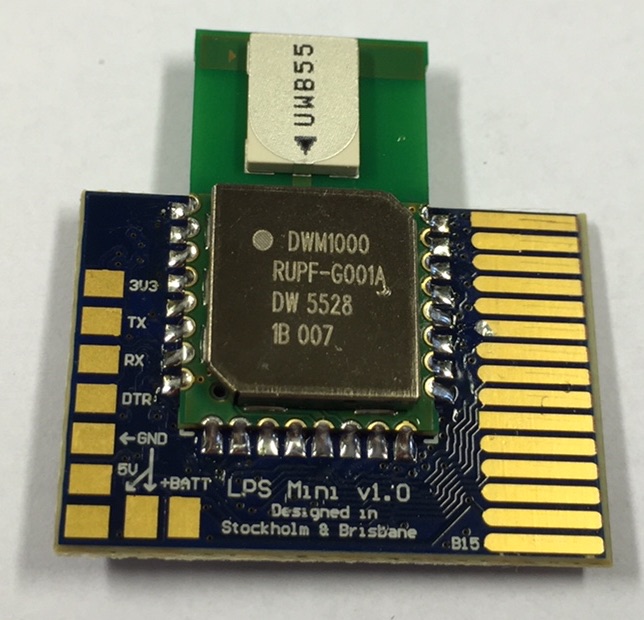 UWB55
DWM1000
RUPF-G001A
DW 5528
1B 007
3V3
TX
RX
DTR
←GND
5V
+BATT
LPS Mini v1.0
Designed in
Stockholm & Brisbane
B15